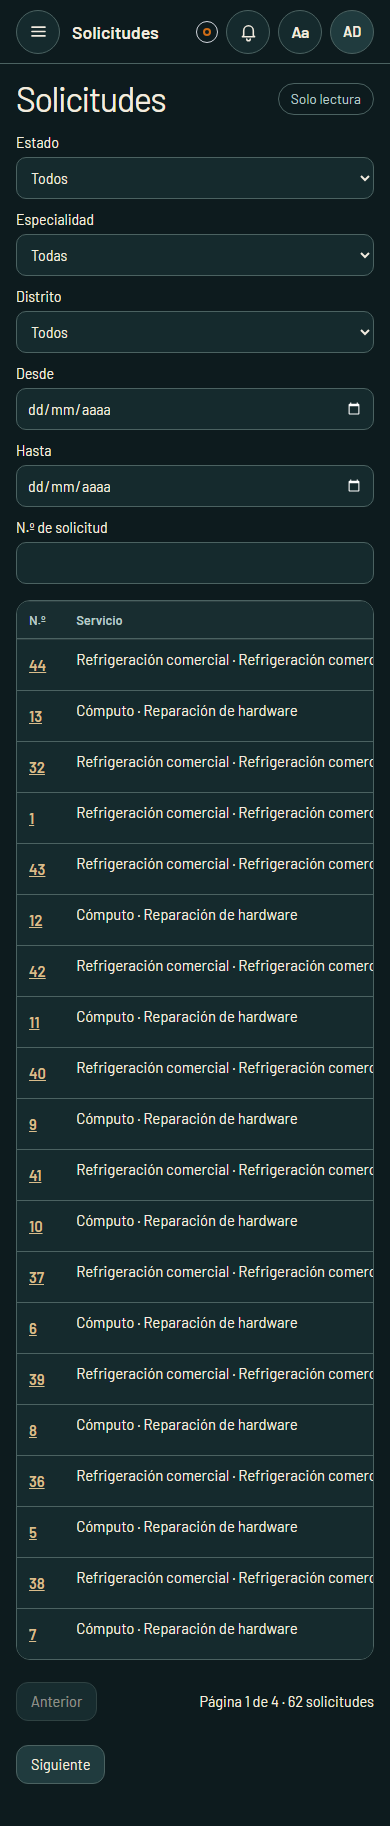 Solicitudes
Aa
AD
Solicitudes
Solo lectura
Estado
Todos
Especialidad
Todas
Distrito
Todos
Desde
dd/mm/aaaa
Hasta
dd/mm/aaaa
N.º de solicitud
N.º Servicio
44 Refrigeración comercial · Refrigeración comerc
13 Cómputo · Reparación de hardware
32 Refrigeración comercial · Refrigeración comerc
1 Refrigeración comercial · Refrigeración comerc
43 Refrigeración comercial · Refrigeración comerc
12 Cómputo · Reparación de hardware
42 Refrigeración comercial · Refrigeración comerc
11 Cómputo · Reparación de hardware
40 Refrigeración comercial · Refrigeración comerc
9 Cómputo · Reparación de hardware
41 Refrigeración comercial · Refrigeración comerc
10 Cómputo · Reparación de hardware
37 Refrigeración comercial · Refrigeración comerc
6 Cómputo · Reparación de hardware
39 Refrigeración comercial · Refrigeración comerc
8 Cómputo · Reparación de hardware
36 Refrigeración comercial · Refrigeración comerc
5 Cómputo · Reparación de hardware
38 Refrigeración comercial · Refrigeración comerc
7 Cómputo · Reparación de hardware
Anterior
Página 1 de 4 · 62 solicitudes
Siguiente